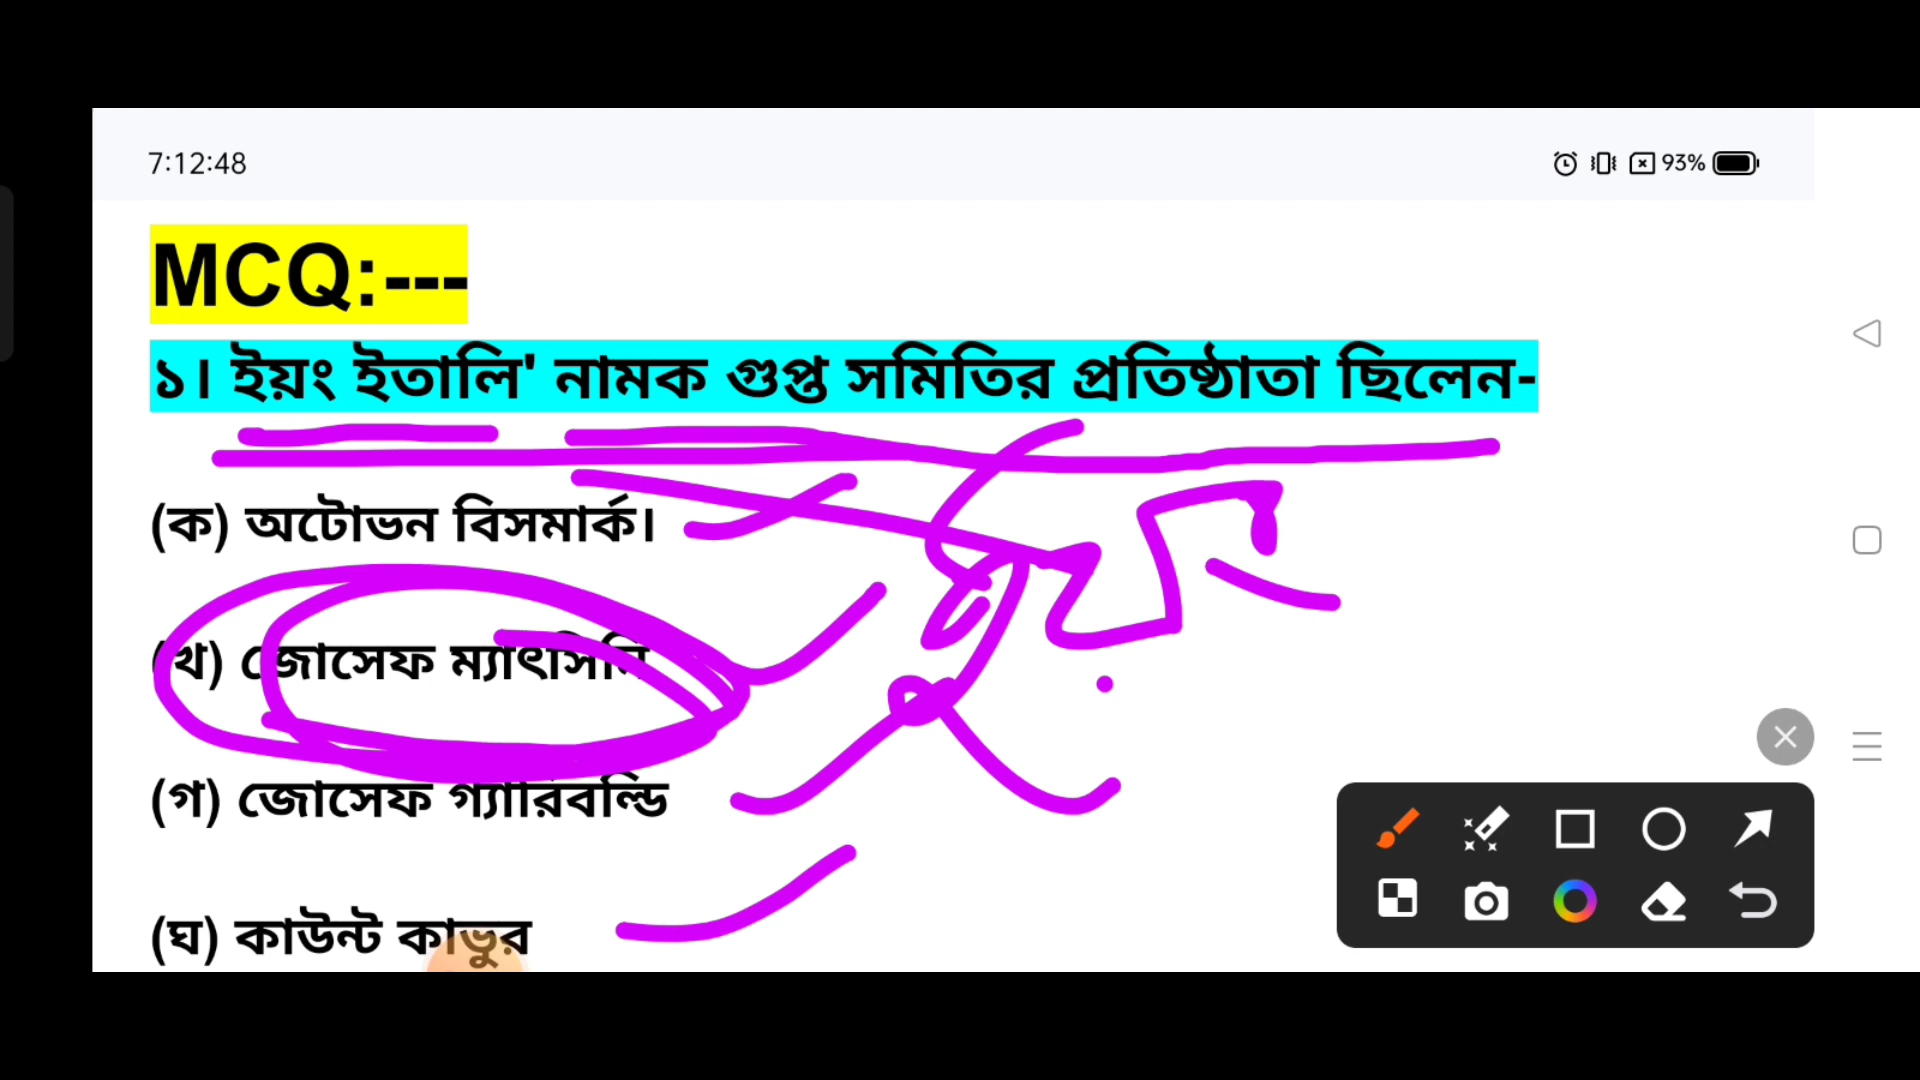 7:12:48
93%
MCQ:---
১। ইয়ং ইতালি' নামক গুপ্ত সমিতির প্রতিষ্ঠাতা ছিলেন-
(ক) অটোভন বিসমার্ক।
(খ) জোসেফ ম্যাৎসিনি
(গ) জোসেফ গ্যারিবল্ডি
(ঘ) কাউন্ট কাভুর